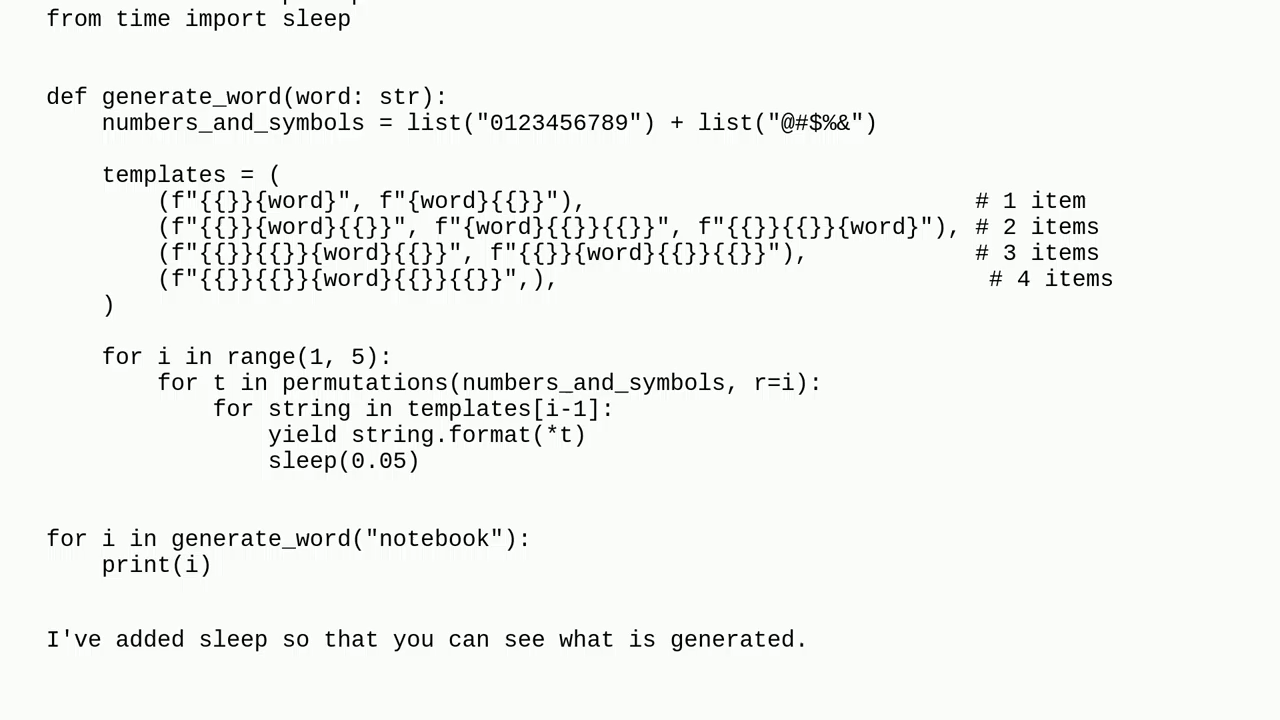 from time import sleep
def generate_word(word: str):
    numbers_and_symbols = list("0123456789") + list("@#$%&")
    templates = (
        (f"{{}}{word}", f"{word}{{}}"),                            # 1 item
        (f"{{}}{word}{{}}", f"{word}{{}}{{}}", f"{{}}{{}}{word}"), # 2 items
        (f"{{}}{{}}{word}{{}}", f"{{}}{word}{{}}{{}}"),            # 3 items
        (f"{{}}{{}}{word}{{}}{{}}",),                               # 4 items
    )
    for i in range(1, 5):
        for t in permutations(numbers_and_symbols, r=i):
            for string in templates[i-1]:
                yield string.format(*t)
                sleep(0.05)
for i in generate_word("notebook"):
    print(i)
I've added sleep so that you can see what is generated.